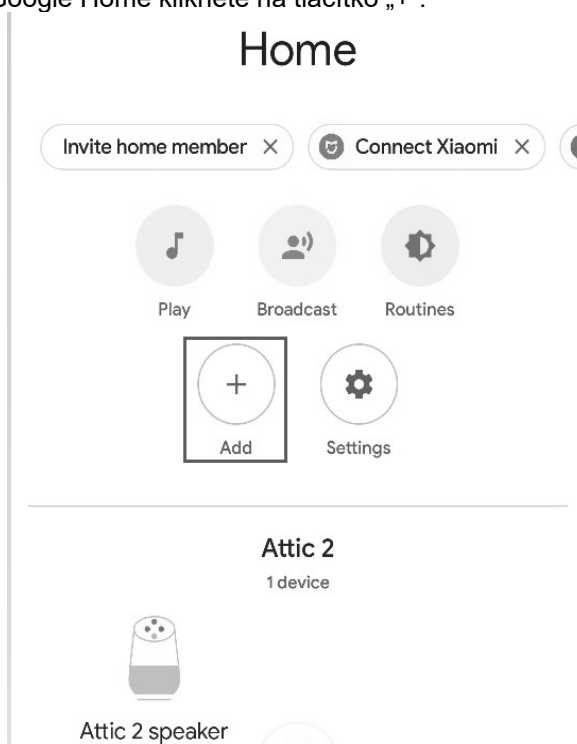 Google Home klikněte na tlačítko „+“.
Home
Invite home member ×
Connect Xiaomi ×
Play Broadcast Routines
+
Add Settings
Attic 2
1 device
Attic 2 speaker